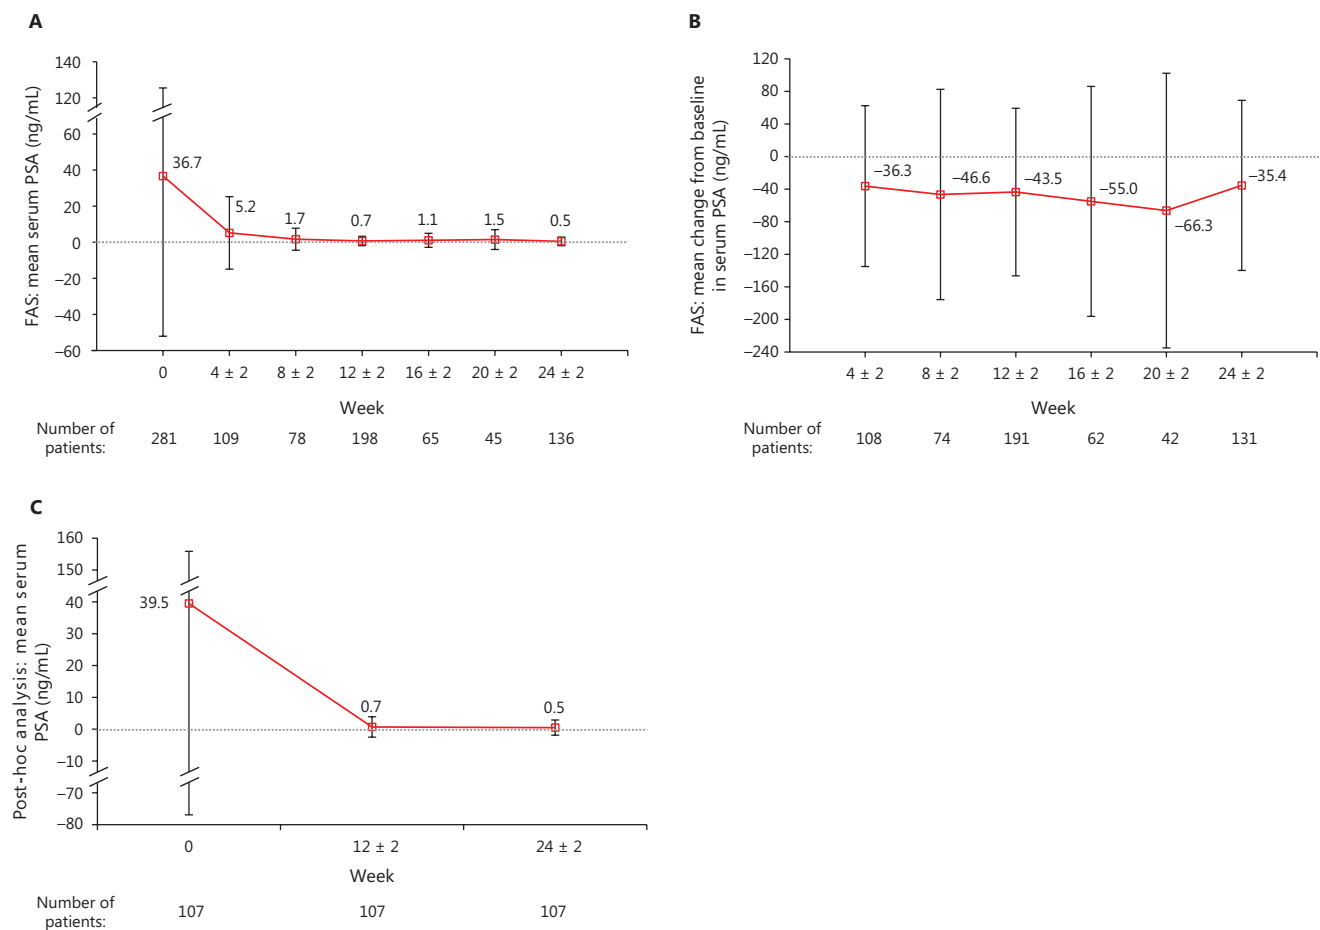 A
FAS: mean serum PSA (ng/mL)
140
120
60
40
20
0
−20
−40
−60
36.7
5.2
1.7
0.7
1.1
1.5
0.5
0
4 ± 2
8 ± 2
12 ± 2
16 ± 2
20 ± 2
24 ± 2
Week
Number of
patients:
281
109
78
198
65
45
136
B
FAS: mean change from baseline
in serum PSA (ng/mL)
120
80
40
0
−40
−80
−120
−160
−200
−240
−36.3
−46.6
−43.5
−55.0
−66.3
−35.4
4 ± 2
8 ± 2
12 ± 2
16 ± 2
20 ± 2
24 ± 2
Week
Number of
patients:
108
74
191
62
42
131
C
Post-hoc analysis: mean serum
PSA (ng/mL)
160
150
40
30
20
10
0
−10
−70
−80
39.5
0.7
0.5
0
12 ± 2
24 ± 2
Week
Number of
patients:
107
107
107